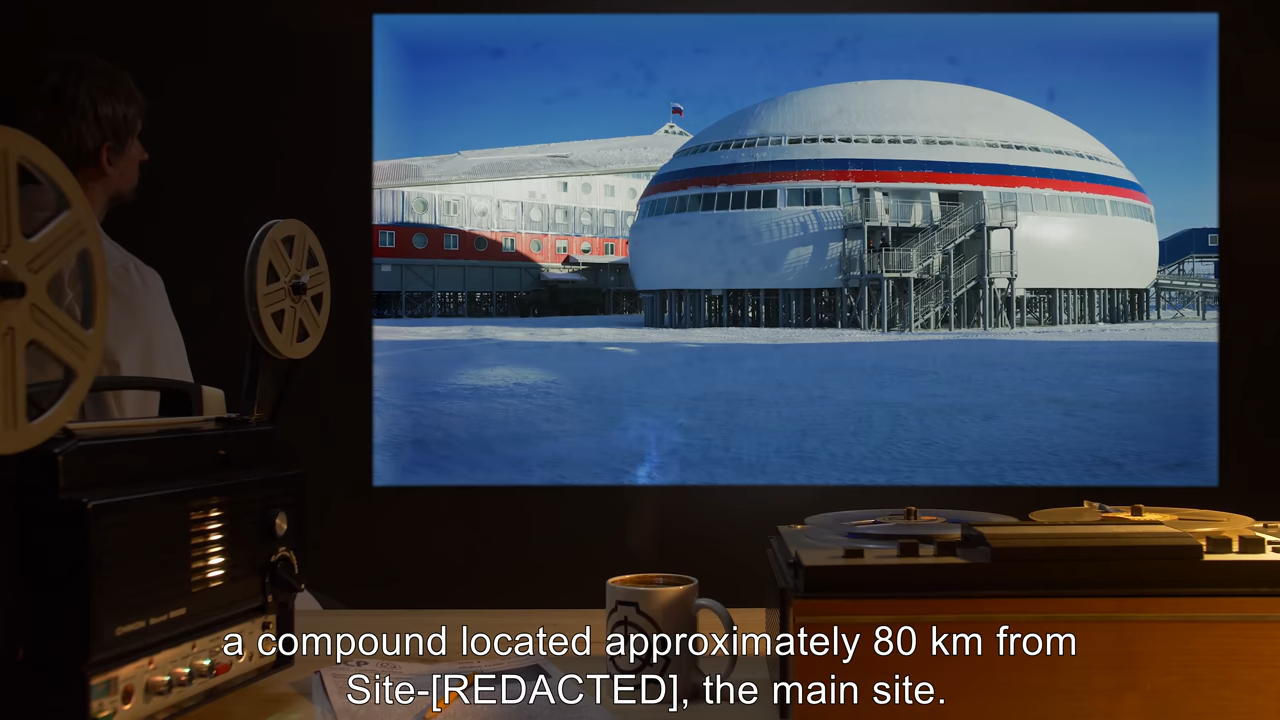 a compound located approximately 80 km from
Site-[REDACTED], the main site.